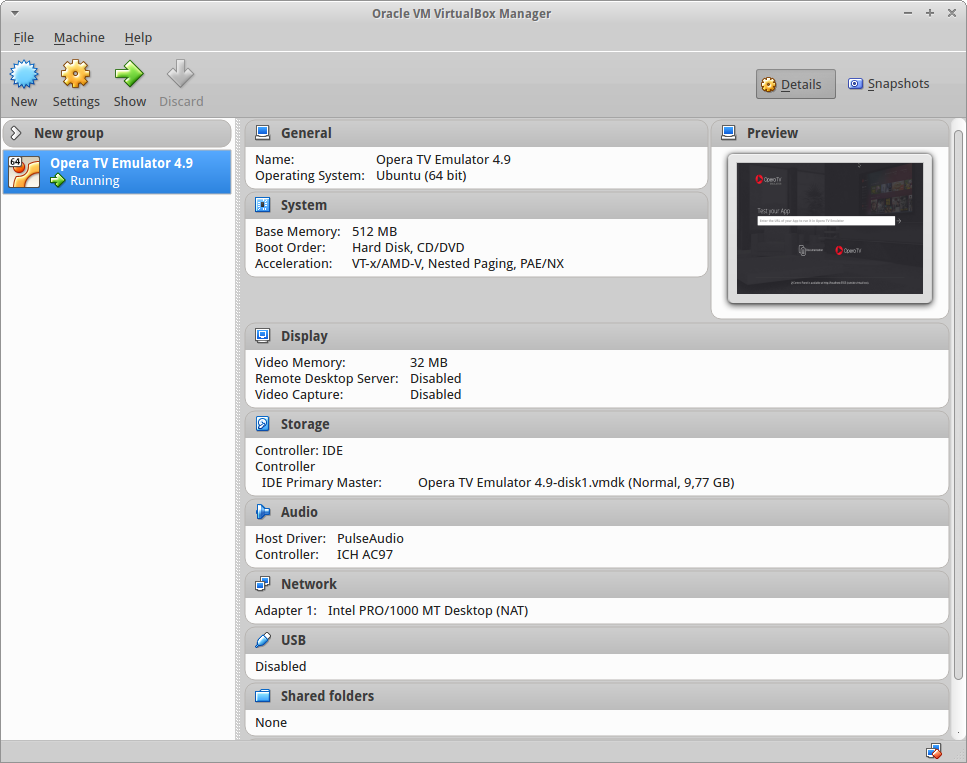 Oracle VM VirtualBox Manager
File Machine Help
New Settings Show Discard
Details Snapshots
New group
64
Opera TV Emulator 4.9
Running
General
Name: Opera TV Emulator 4.9
Operating System: Ubuntu (64 bit)
System
Base Memory: 512 MB
Boot Order: Hard Disk, CD/DVD
Acceleration: VT-x/AMD-V, Nested Paging, PAE/NX
Preview
Opera TV
Test your App
Opera TV
Display
Video Memory: 32 MB
Remote Desktop Server: Disabled
Video Capture: Disabled
Storage
Controller: IDE
Controller
IDE Primary Master: Opera TV Emulator 4.9-disk1.vmdk (Normal, 9,77 GB)
Audio
Host Driver: PulseAudio
Controller: ICH AC97
Network
Adapter 1: Intel PRO/1000 MT Desktop (NAT)
USB
Disabled
Shared folders
None